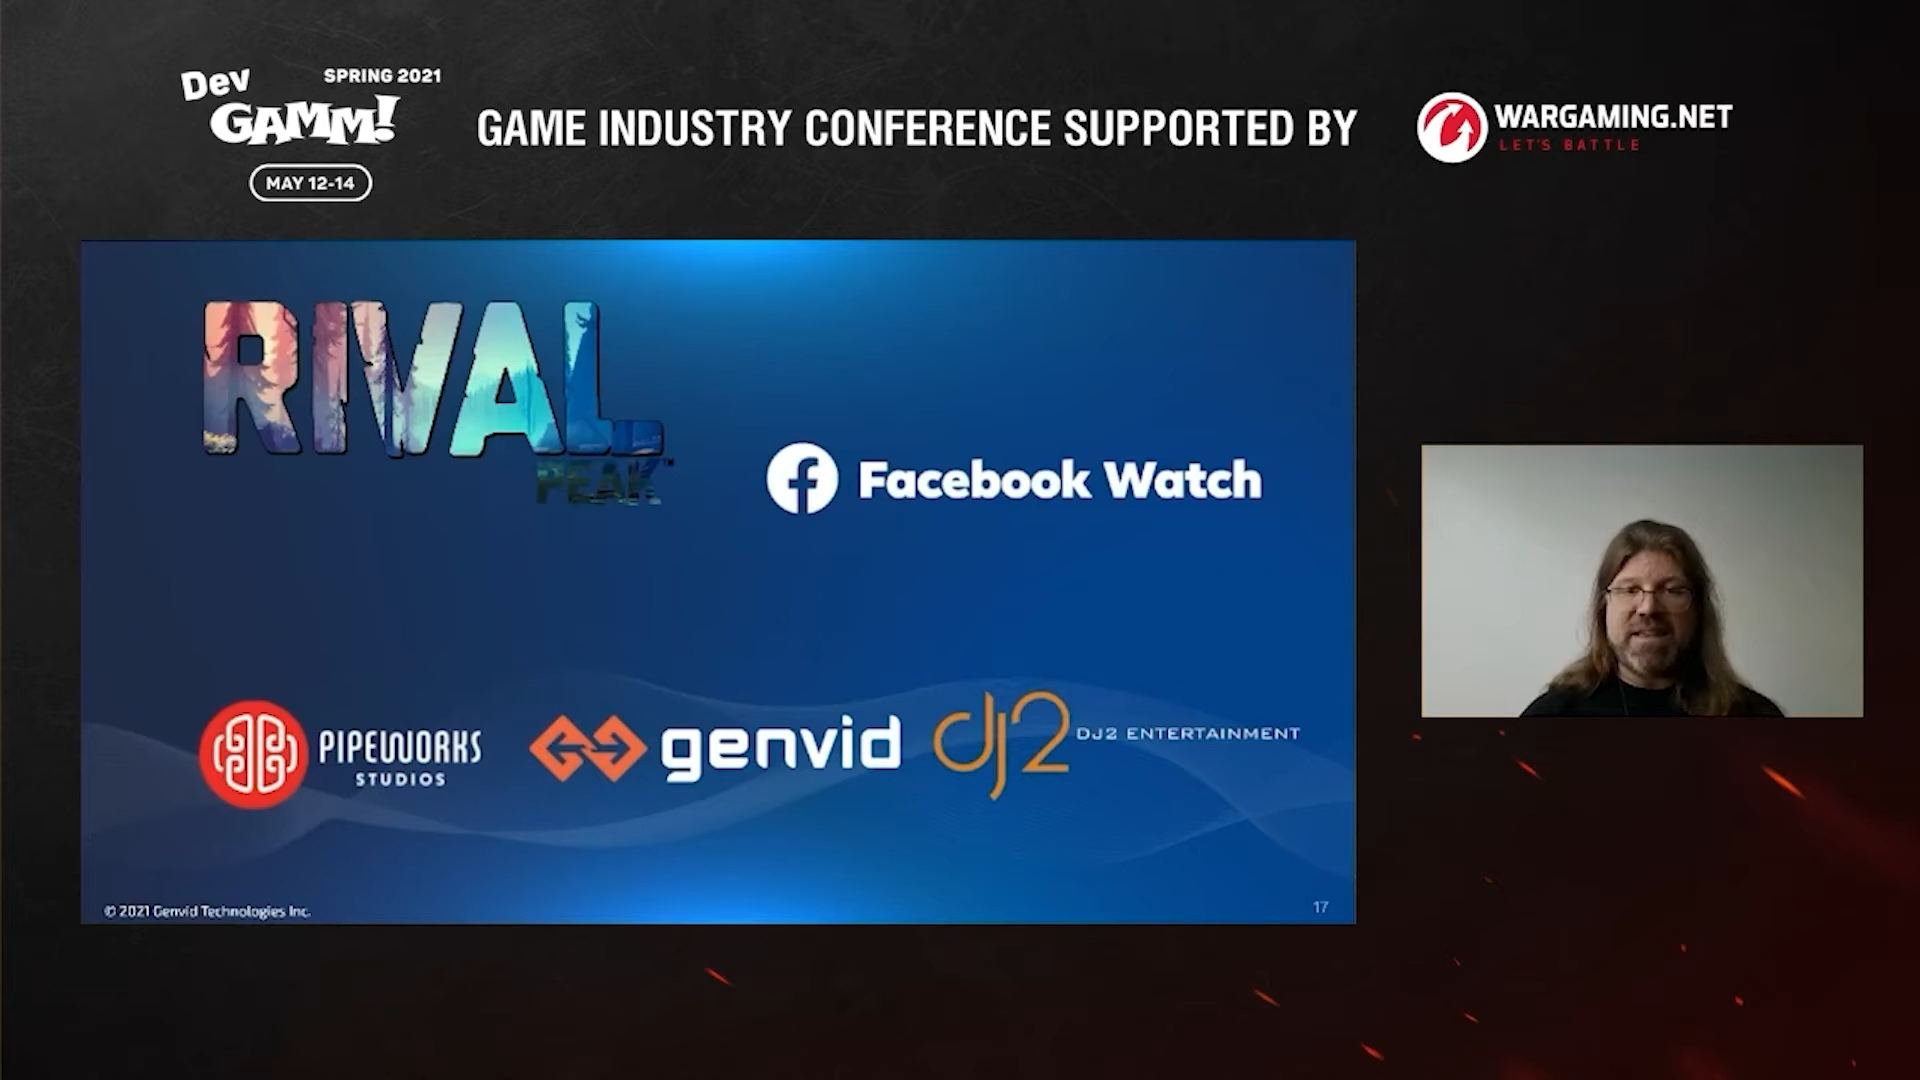 Dev
GAMM!
SPRING 2021
MAY 12-14
GAME INDUSTRY CONFERENCE SUPPORTED BY
WARGAMING.NET
LET'S BATTLE
RIVAL
PEAK™
Facebook Watch
PIPEWORKS
STUDIOS
genvid
dj2
DJ2 ENTERTAINMENT
© 2021 Genvid Technologies Inc.
17